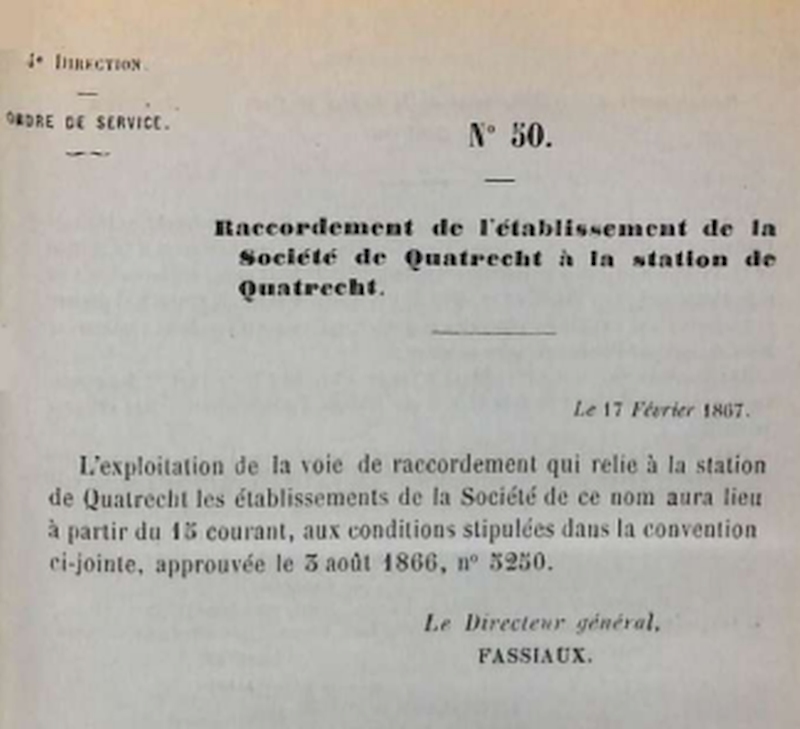 4e DIRECTION.
ORDRE DE SERVICE.
N° 50.
Raccordement de l'établissement de la
Société de Quatrecht à la station de
Quatrecht.
Le 17 Février 1867.
L'exploitation de la voie de raccordement qui relie à la station
de Quatrecht les établissements de la Société de ce nom aura lieu
à partir du 15 courant, aux conditions stipulées dans la convention
ci-jointe, approuvée le 3 août 1866, n° 5250.
Le Directeur général,
FASSIAUX.